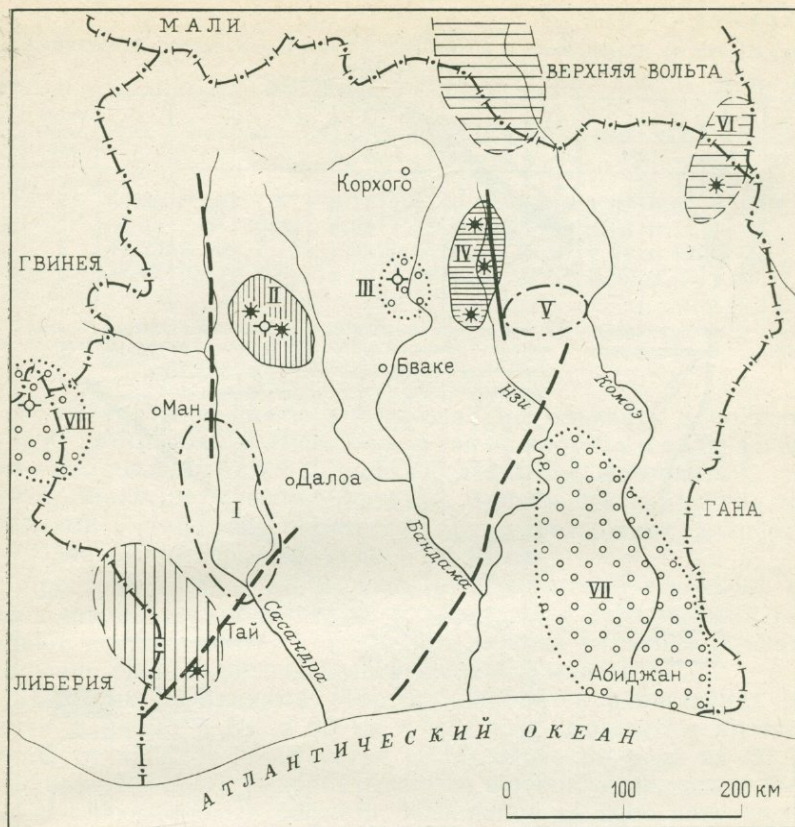 МАЛИ
ВЕРХНЯЯ ВОЛЬТА
VI
Корхого
ГВИНЕЯ
II
III
IV
V
Бваке
Нзи
Комоэ
Ман
VIII
Далоа
I
ГАНА
Бандама
VII
Сасандра
Тай
Абиджан
ЛИБЕРИЯ
АТЛАНТИЧЕСКИЙ ОКЕАН
0 100 200 км